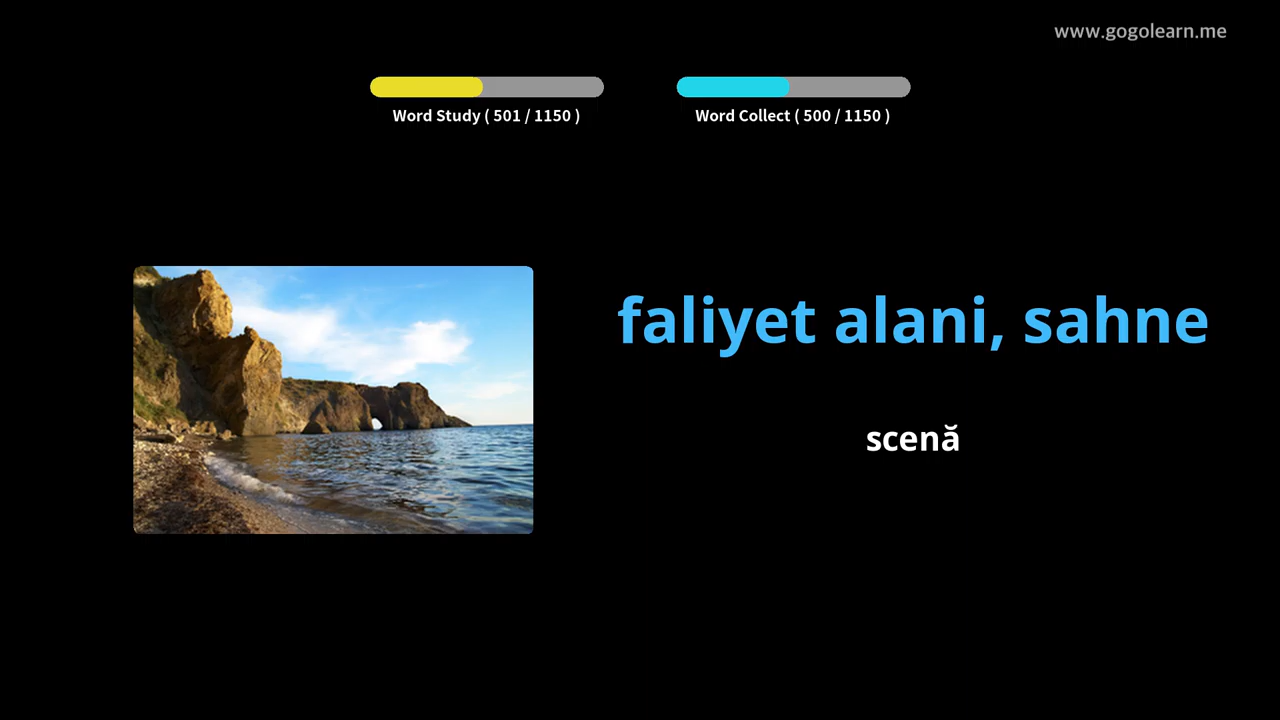 www.gogolearn.me
Word Study ( 501 / 1150 )
Word Collect ( 500 / 1150 )
faliyet alani, sahne
scenă